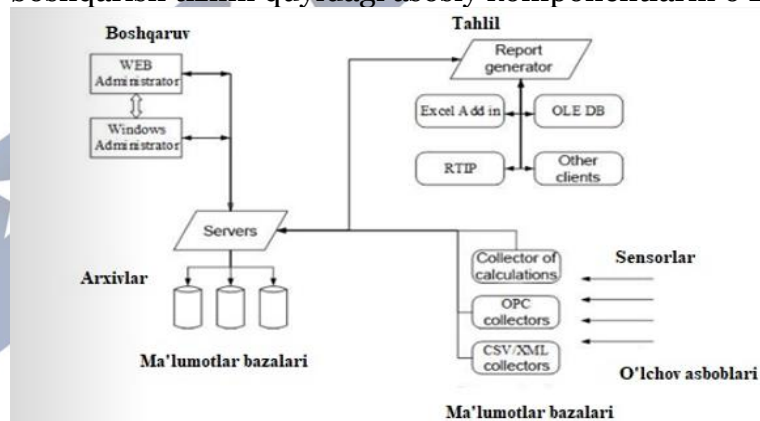 Boshqaruv
Tahlil
WEB
Administrator
Windows
Administrator
Report
generator
Excel Add in
OLE DB
RTIP
Other
clients
Servers
Arxivlar
Ma'lumotlar bazalari
Collector of
calculations
OPC
collectors
CSV/XML
collectors
Sensorlar
O'lchov asboblari
Ma'lumotlar bazalari